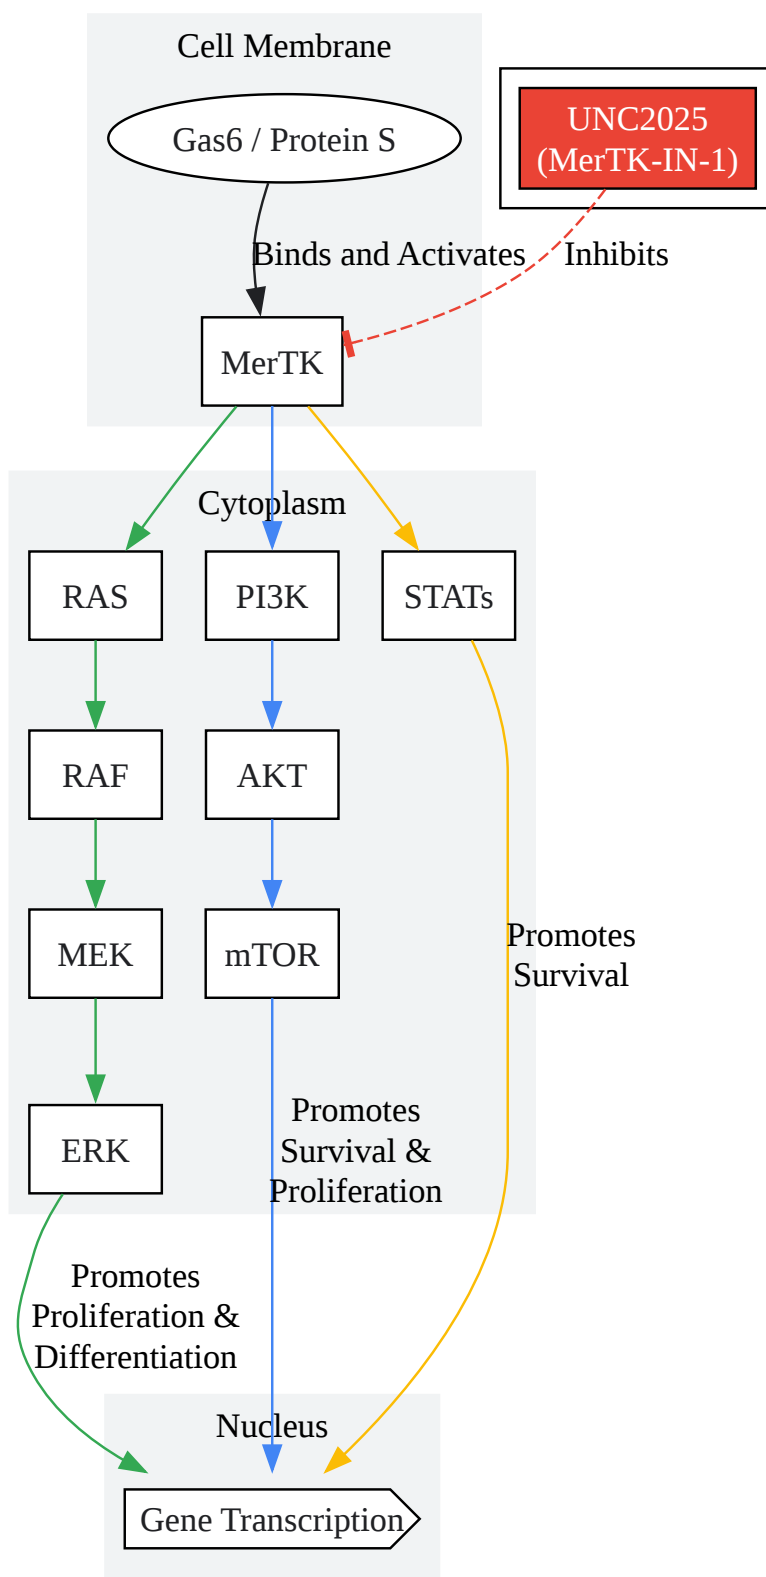 Cell Membrane
Gas6 / Protein S
UNC2025
(MerTK-IN-1)
Binds and Activates
Inhibits
MerTK
Cytoplasm
RAS
PI3K
STATs
RAF
AKT
MEK
mTOR
Promotes
Survival
ERK
Promotes
Survival &
Proliferation
Promotes
Proliferation &
Differentiation
Nucleus
Gene Transcription